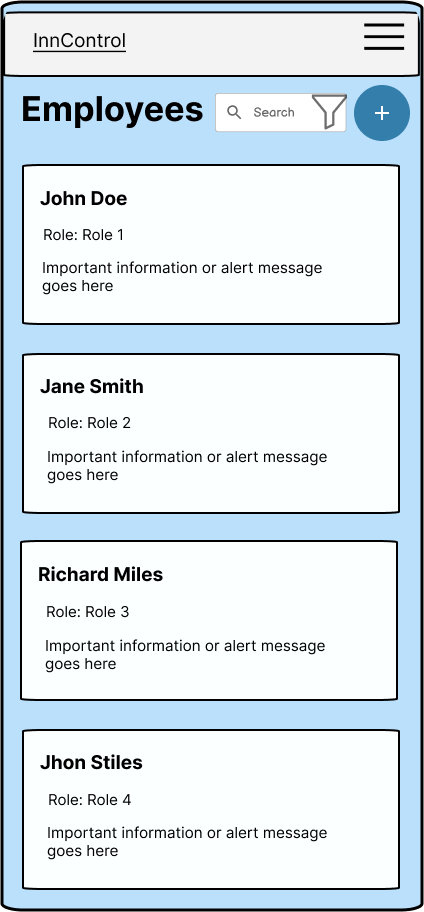 InnControl
Employees
Search
+
John Doe
Role: Role 1
Important information or alert message
goes here
Jane Smith
Role: Role 2
Important information or alert message
goes here
Richard Miles
Role: Role 3
Important information or alert message
goes here
Jhon Stiles
Role: Role 4
Important information or alert message
goes here